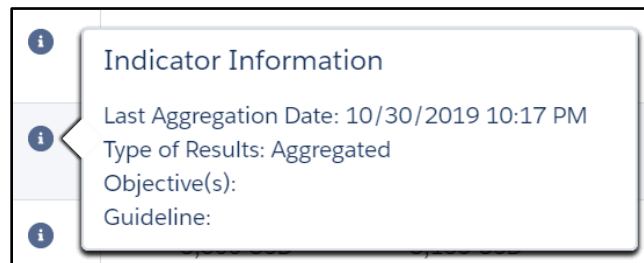 Indicator Information
Last Aggregation Date: 10/30/2019 10:17 PM
Type of Results: Aggregated
Objective(s):
Guideline: